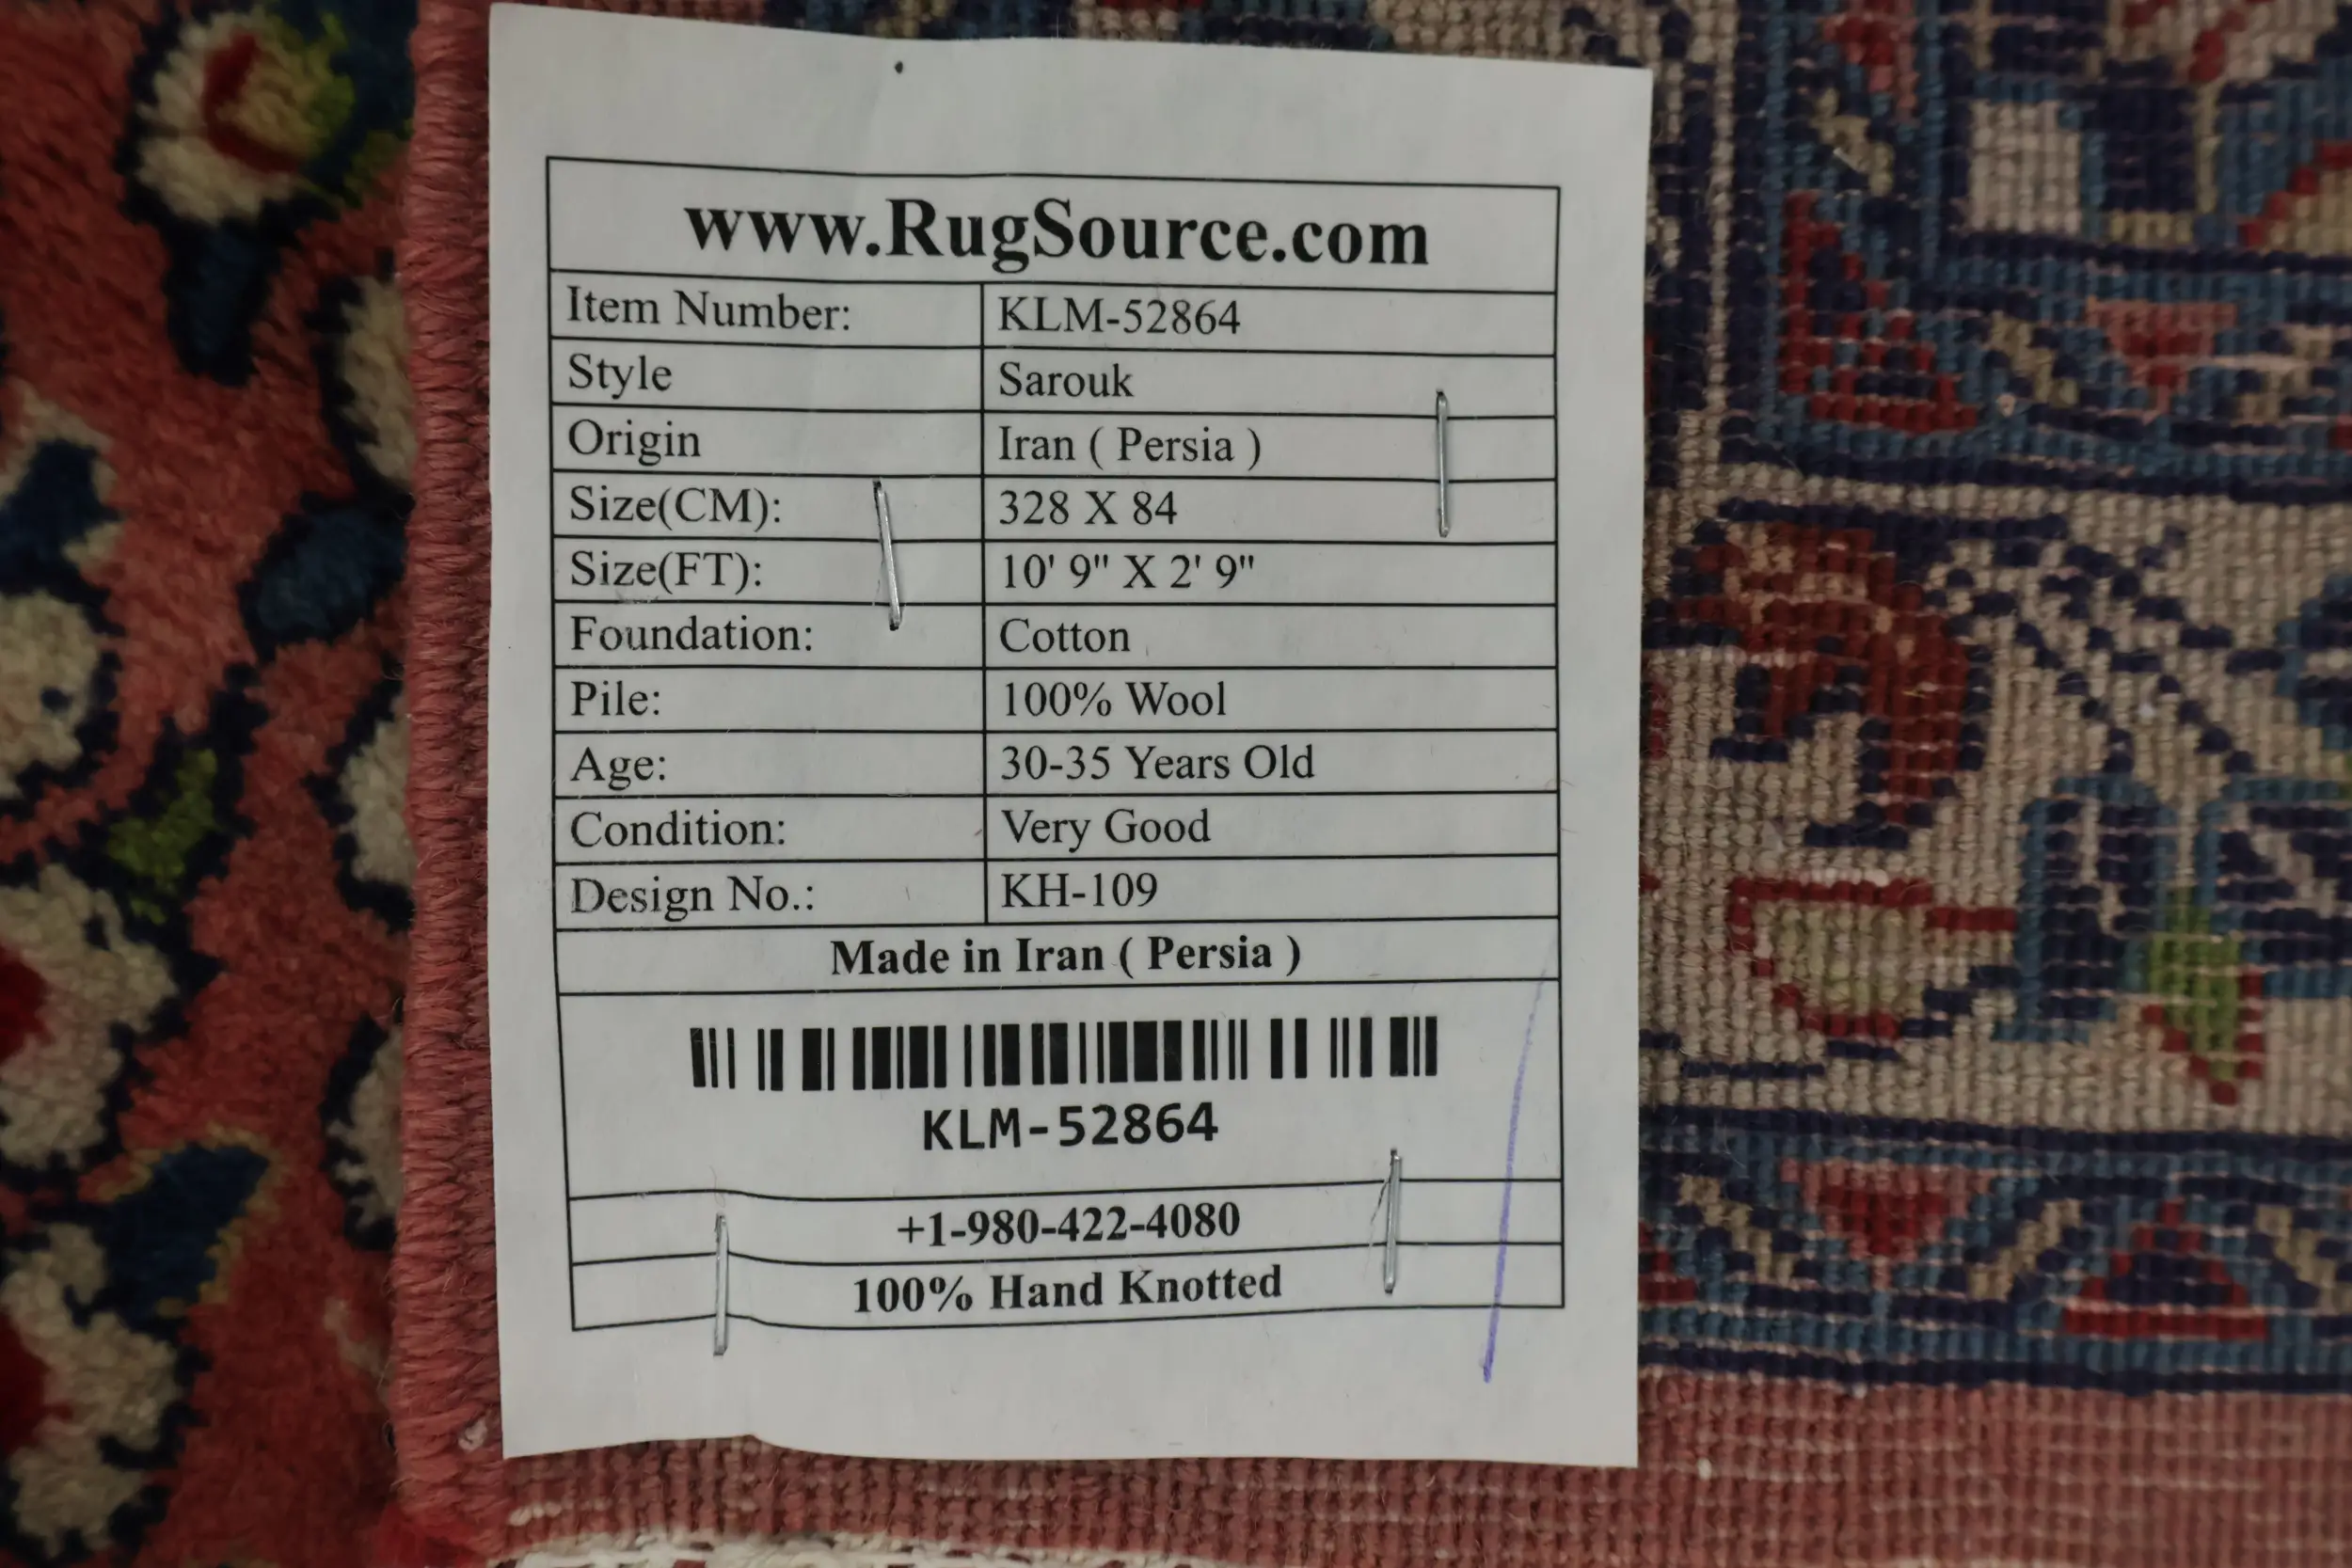 www.RugSource.com
Item Number: KLM-52864
Style Sarouk
Origin Iran ( Persia )
Size(CM): 328 X 84
Size(FT): 10' 9" X 2' 9"
Foundation: Cotton
Pile: 100% Wool
Age: 30-35 Years Old
Condition: Very Good
Design No.: KH-109
Made in Iran ( Persia )
KLM-52864
+1-980-422-4080
100% Hand Knotted